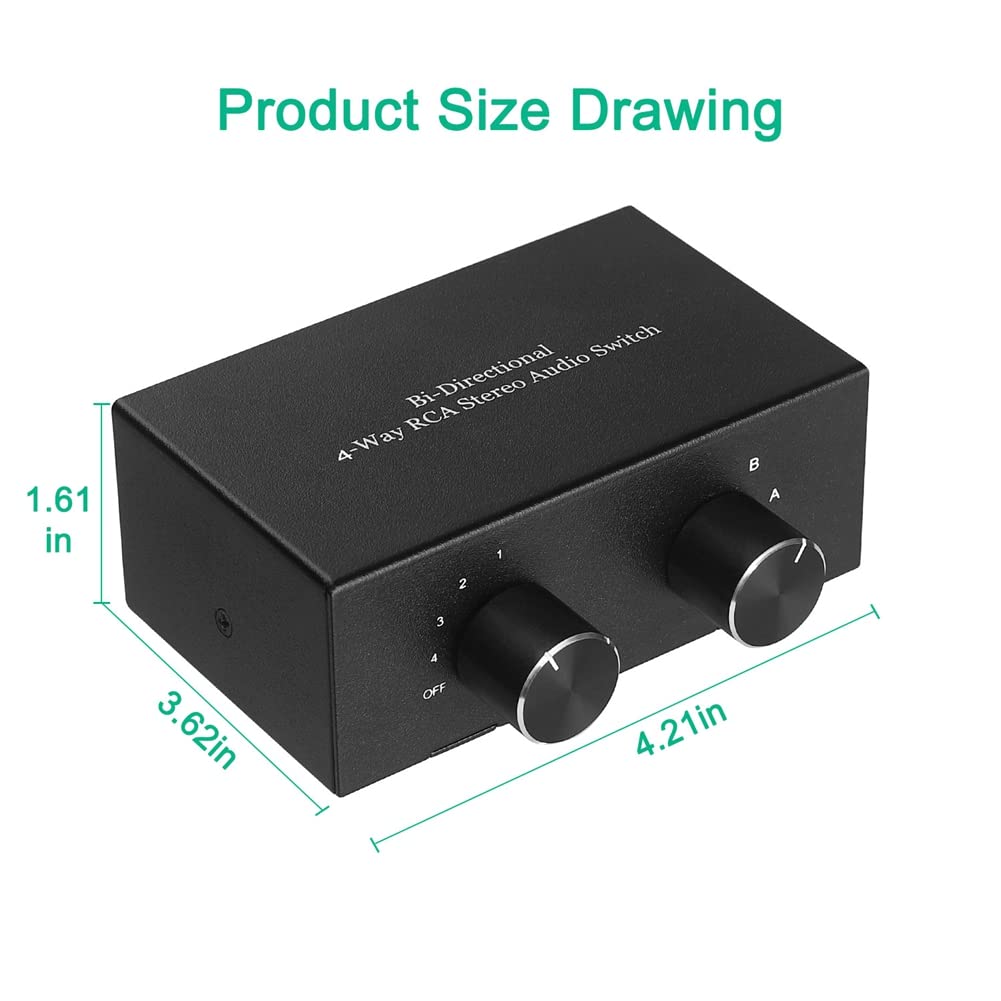 Product Size Drawing
Bi-Directional
4-Way RCA Stereo Audio Switch
B
A
1
2
3
4
OFF
1.61
in
3.62in
4.21in